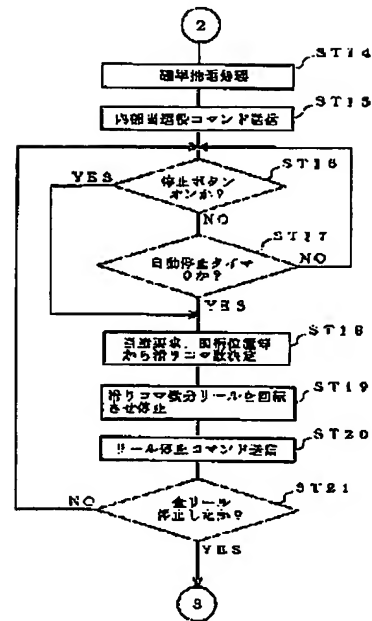 2
ST14
確率抽選処理
ST15
内部当選役コマンド送信
ST16
YES
停止ボタン
オンか?
NO
ST17
自動停止タイマ
0か?
NO
YES
ST18
当選要求、図柄位置等
から滑りコマ数決定
ST19
滑りコマ数分リールを回転
させ停止
ST20
リール停止コマンド送信
ST21
NO
全リール
停止したか?
YES
3